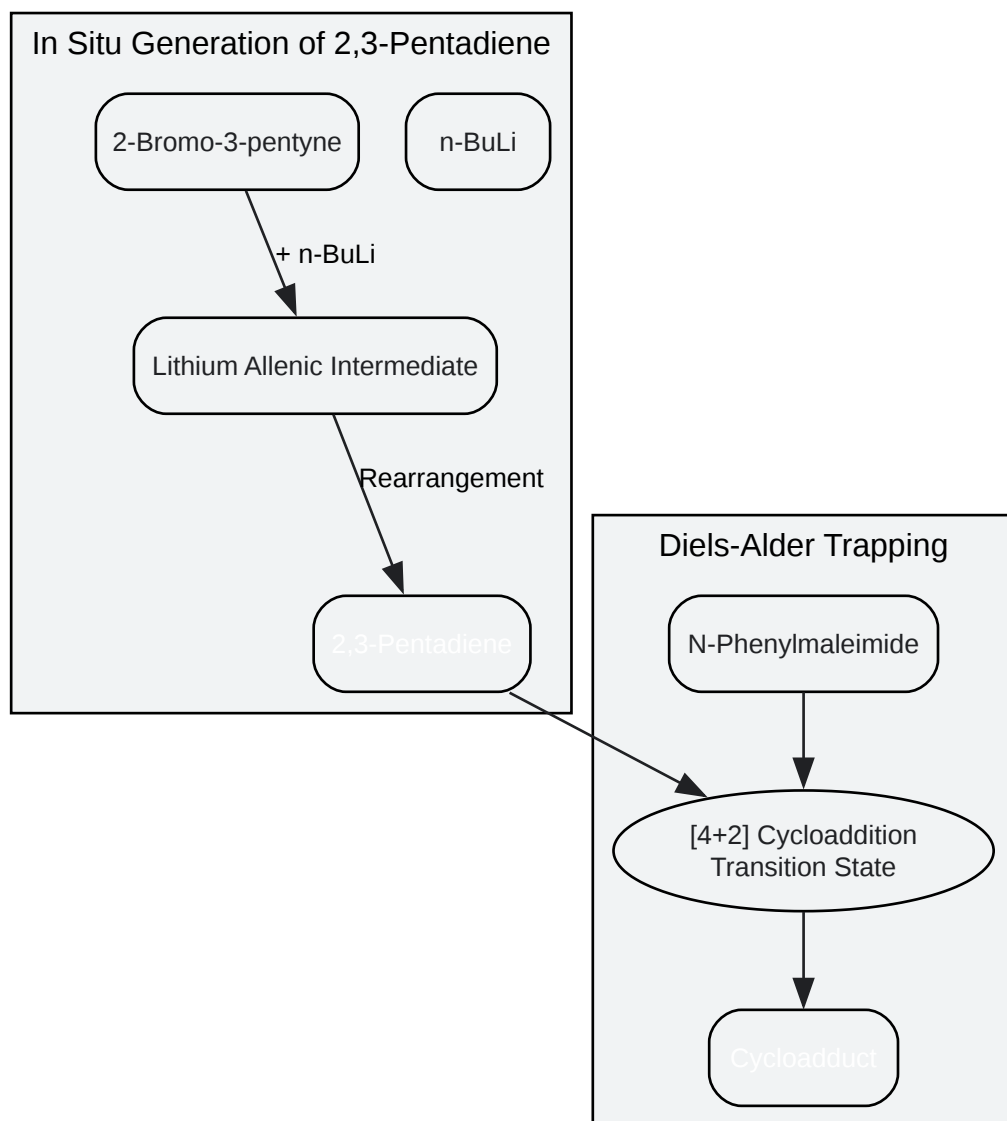 In Situ Generation of 2,3-Pentadiene
2-Bromo-3-pentyne
n-BuLi
+ n-BuLi
Lithium Allenic Intermediate
Rearrangement
2,3-Pentadiene
Diels-Alder Trapping
N-Phenylmaleimide
[4+2] Cycloaddition
Transition State
Cycloadduct